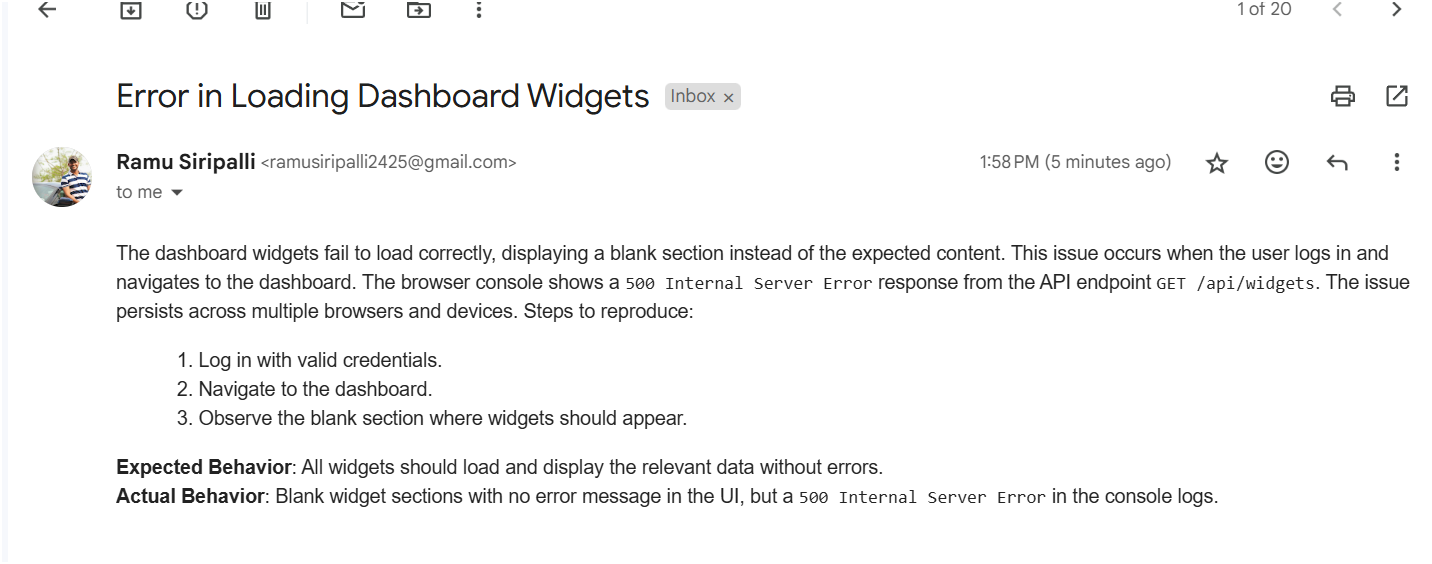 1 of 20
Error in Loading Dashboard Widgets Inbox x
Ramu Siripalli <ramusiripalli2425@gmail.com> 1:58 PM (5 minutes ago)
to me
The dashboard widgets fail to load correctly, displaying a blank section instead of the expected content. This issue occurs when the user logs in and
navigates to the dashboard. The browser console shows a 500 Internal Server Error response from the API endpoint GET /api/widgets. The issue
persists across multiple browsers and devices. Steps to reproduce:
1. Log in with valid credentials.
2. Navigate to the dashboard.
3. Observe the blank section where widgets should appear.
Expected Behavior: All widgets should load and display the relevant data without errors.
Actual Behavior: Blank widget sections with no error message in the UI, but a 500 Internal Server Error in the console logs.